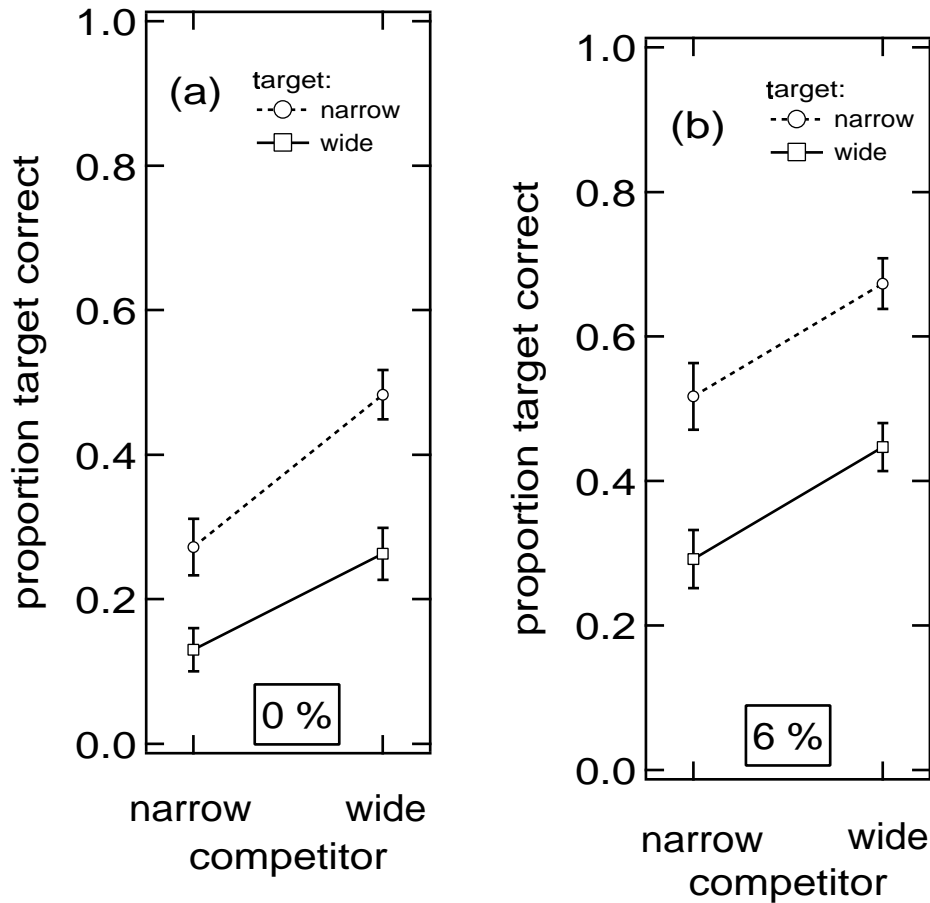 (a)
target:
narrow
wide
proportion target correct
1.0
0.8
0.6
0.4
0.2
0.0
0 %
narrow wide
competitor
(b)
target:
narrow
wide
proportion target correct
1.0
0.8
0.6
0.4
0.2
0.0
6 %
narrow wide
competitor